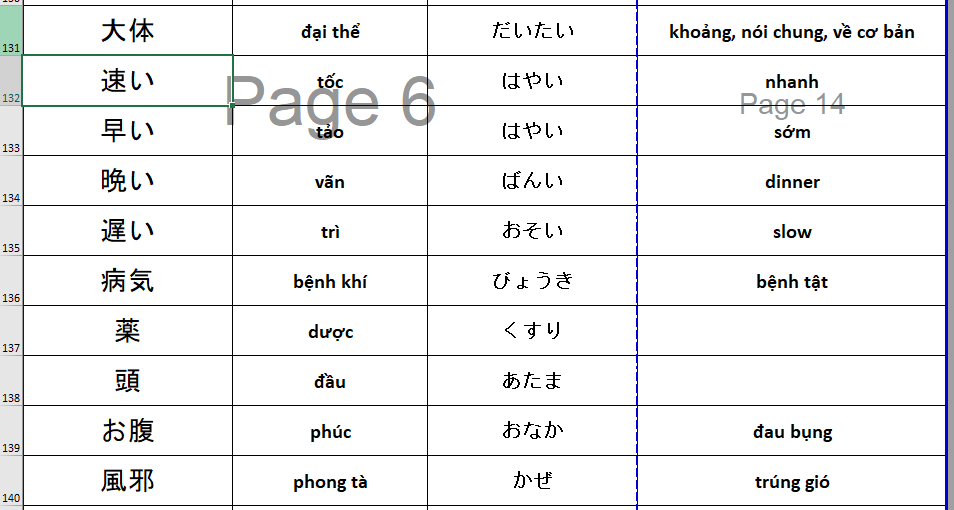 131 大体 đại thể だいたい khoảng, nói chung, về cơ bản
132 速い tốc はやい nhanh
Page 6 Page 14
133 早い tảo はやい sớm
134 晩い vãn ばんい dinner
135 遅い trì おそい slow
136 病気 bệnh khí びょうき bệnh tật
137 薬 dược くすり
138 頭 đầu あたま
139 お腹 phúc おなか đau bụng
140 風邪 phong tà かぜ trúng gió